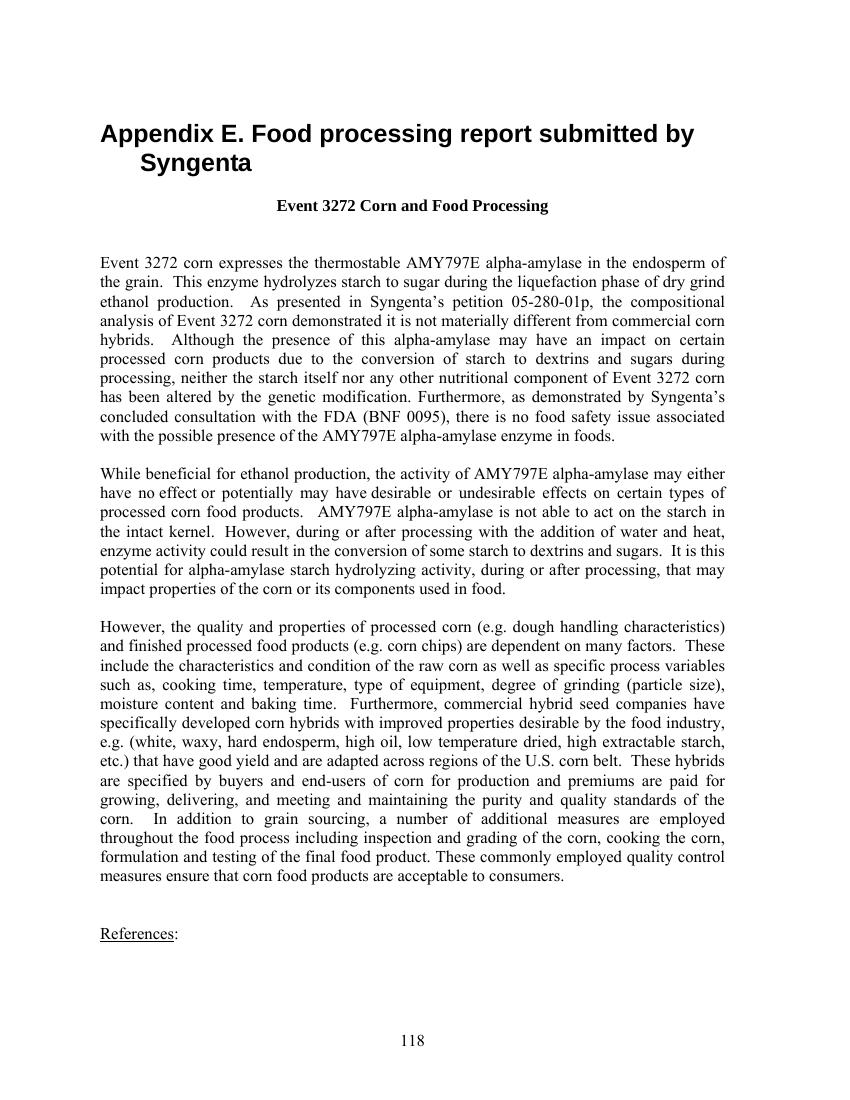 Appendix E. Food processing report submitted by
Syngenta
Event 3272 Corn and Food Processing
Event 3272 corn expresses the thermostable AMY797E alpha-amylase in the endosperm of
the grain. This enzyme hydrolyzes starch to sugar during the liquefaction phase of dry grind
ethanol production. As presented in Syngenta’s petition 05-280-01p, the compositional
analysis of Event 3272 corn demonstrated it is not materially different from commercial corn
hybrids. Although the presence of this alpha-amylase may have an impact on certain
processed corn products due to the conversion of starch to dextrins and sugars during
processing, neither the starch itself nor any other nutritional component of Event 3272 corn
has been altered by the genetic modification. Furthermore, as demonstrated by Syngenta’s
concluded consultation with the FDA (BNF 0095), there is no food safety issue associated
with the possible presence of the AMY797E alpha-amylase enzyme in foods.
While beneficial for ethanol production, the activity of AMY797E alpha-amylase may either
have no effect or potentially may have desirable or undesirable effects on certain types of
processed corn food products. AMY797E alpha-amylase is not able to act on the starch in
the intact kernel. However, during or after processing with the addition of water and heat,
enzyme activity could result in the conversion of some starch to dextrins and sugars. It is this
potential for alpha-amylase starch hydrolyzing activity, during or after processing, that may
impact properties of the corn or its components used in food.
However, the quality and properties of processed corn (e.g. dough handling characteristics)
and finished processed food products (e.g. corn chips) are dependent on many factors. These
include the characteristics and condition of the raw corn as well as specific process variables
such as, cooking time, temperature, type of equipment, degree of grinding (particle size),
moisture content and baking time. Furthermore, commercial hybrid seed companies have
specifically developed corn hybrids with improved properties desirable by the food industry,
e.g. (white, waxy, hard endosperm, high oil, low temperature dried, high extractable starch,
etc.) that have good yield and are adapted across regions of the U.S. corn belt. These hybrids
are specified by buyers and end-users of corn for production and premiums are paid for
growing, delivering, and meeting and maintaining the purity and quality standards of the
corn. In addition to grain sourcing, a number of additional measures are employed
throughout the food process including inspection and grading of the corn, cooking the corn,
formulation and testing of the final food product. These commonly employed quality control
measures ensure that corn food products are acceptable to consumers.
References:
118